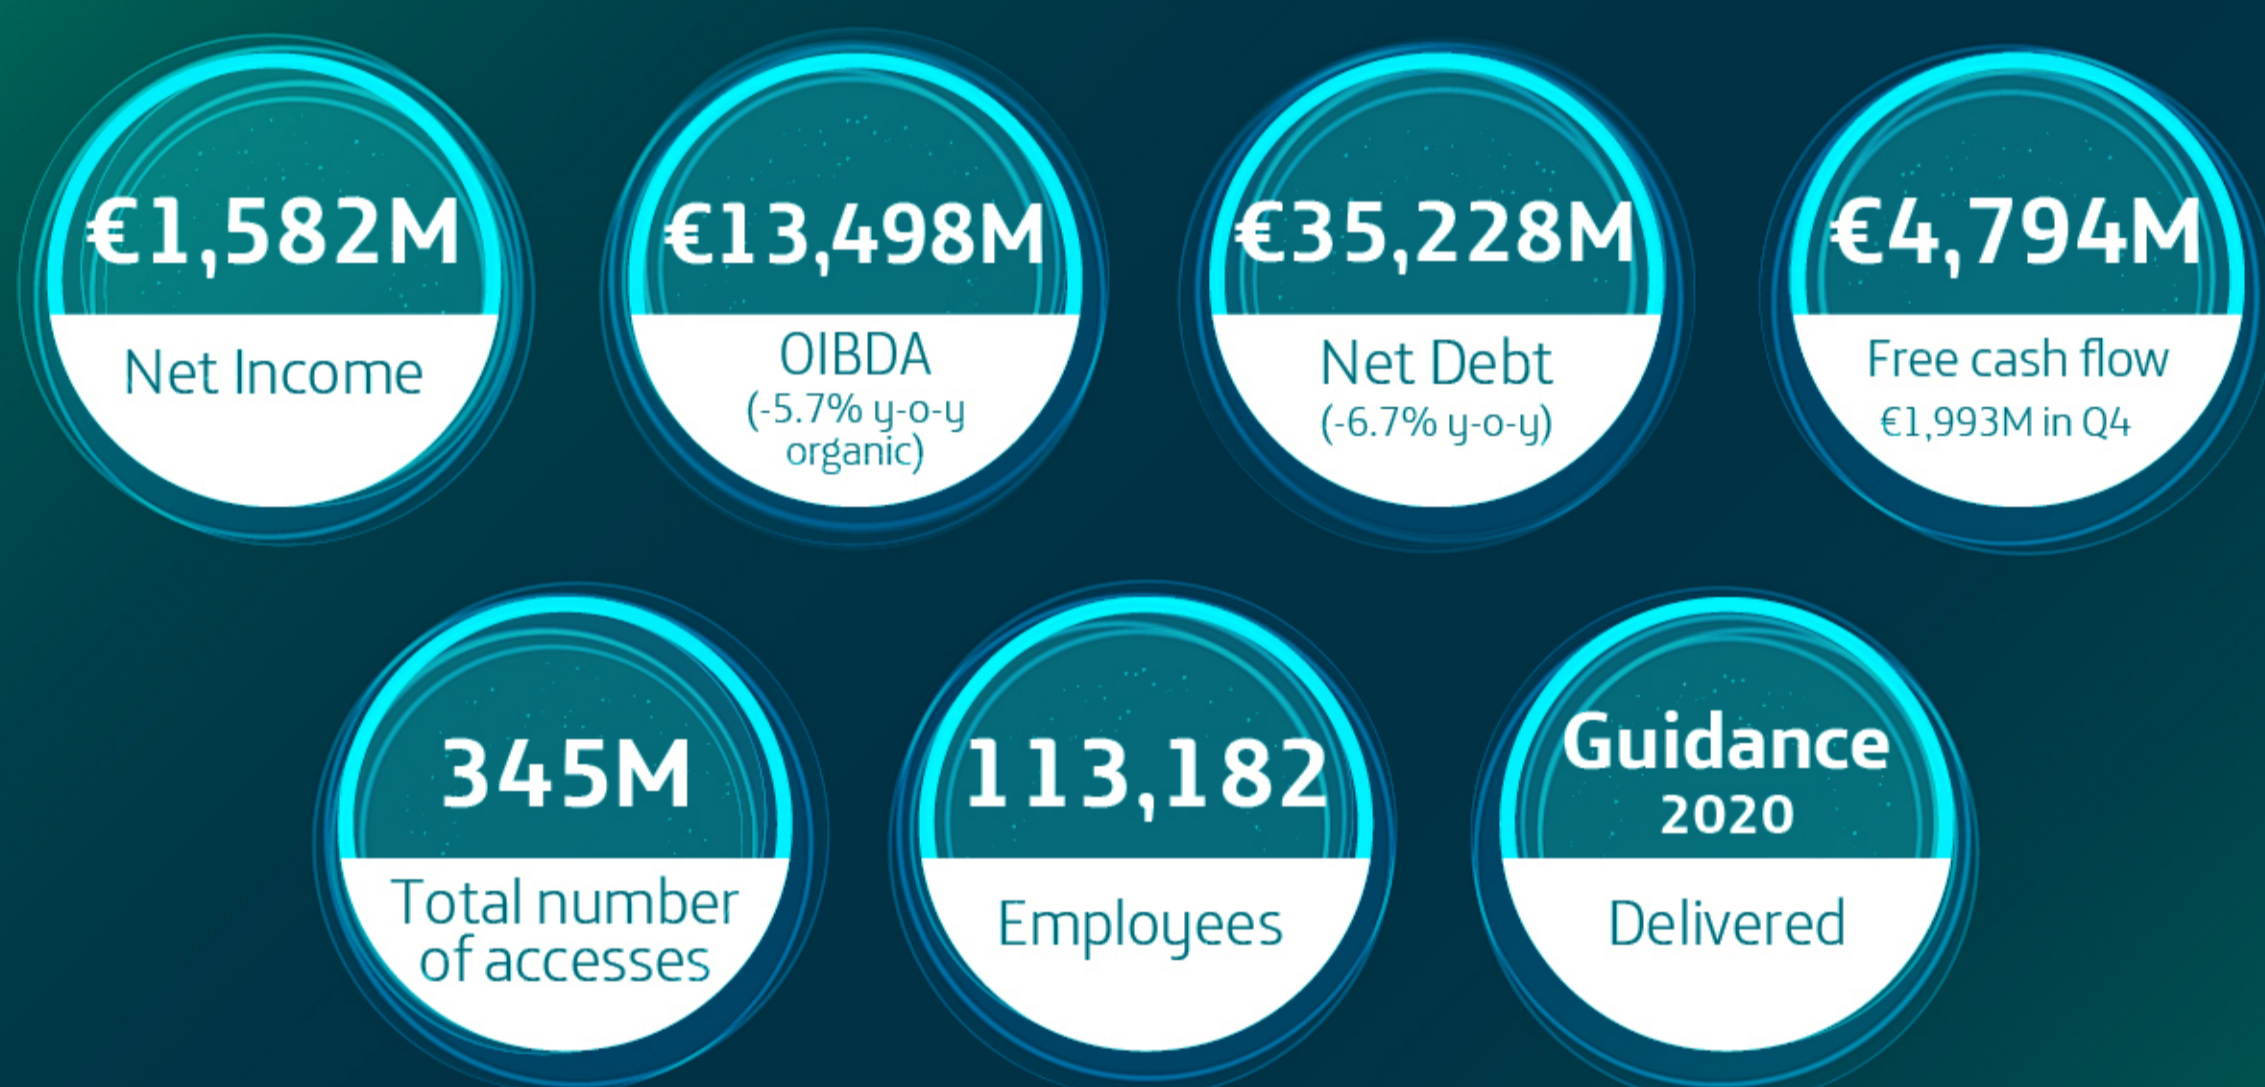 €1,582M
Net Income
€13,498M
OIBDA
(-5.7% y-o-y
organic)
€35,228M
Net Debt
(-6.7% y-o-y)
€4,794M
Free cash flow
€1,993M in Q4
345M
Total number
of accesses
113,182
Employees
Guidance
2020
Delivered